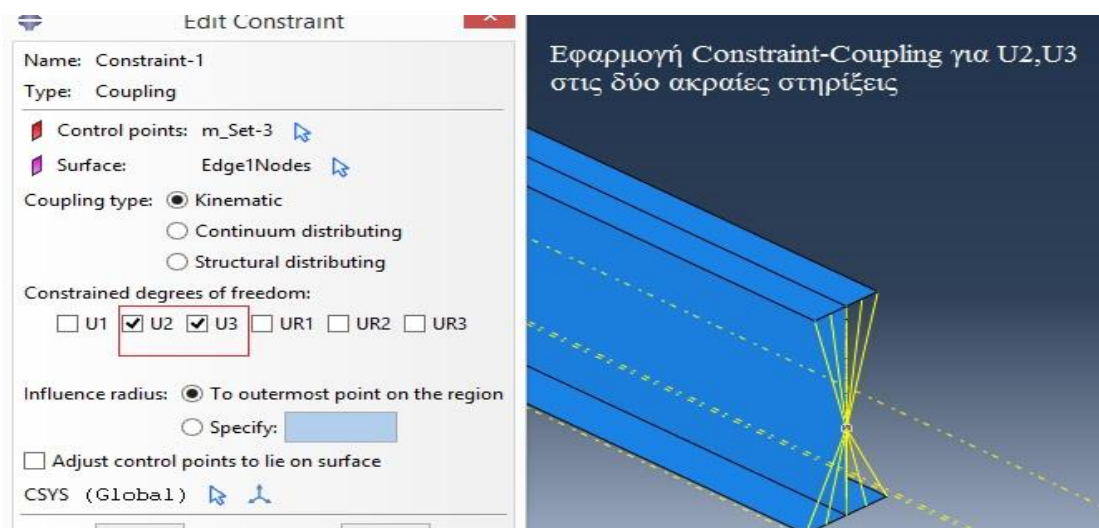 Edit Constraint
Name: Constraint-1
Type: Coupling
Control points: m_Set-3
Surface: Edge1Nodes
Coupling type: Kinematic
Continuum distributing
Structural distributing
Constrained degrees of freedom:
U1 U2 U3 UR1 UR2 UR3
Influence radius: To outermost point on the region
Specify:
Adjust control points to lie on surface
CSYS (Global)
Εφαρμογή Constraint-Coupling για U2,U3
στις δύο ακραίες στηρίξεις